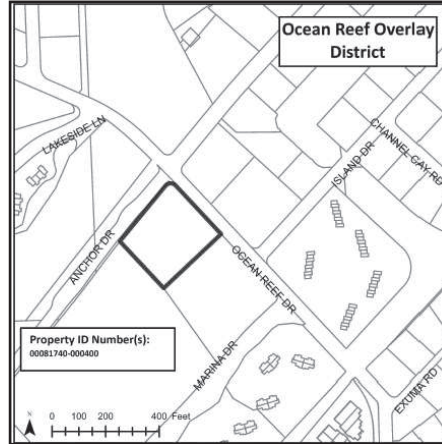 Ocean Reef Overlay
District
LAKESIDE LN
CHANNEL CAY RD
ISLAND DR
ANCHOR DR
OCEAN REEF DR
Property ID Number(s):
00081740-000400
MARINA DR
EXUMA RD
N
0 100 200 400 Feet